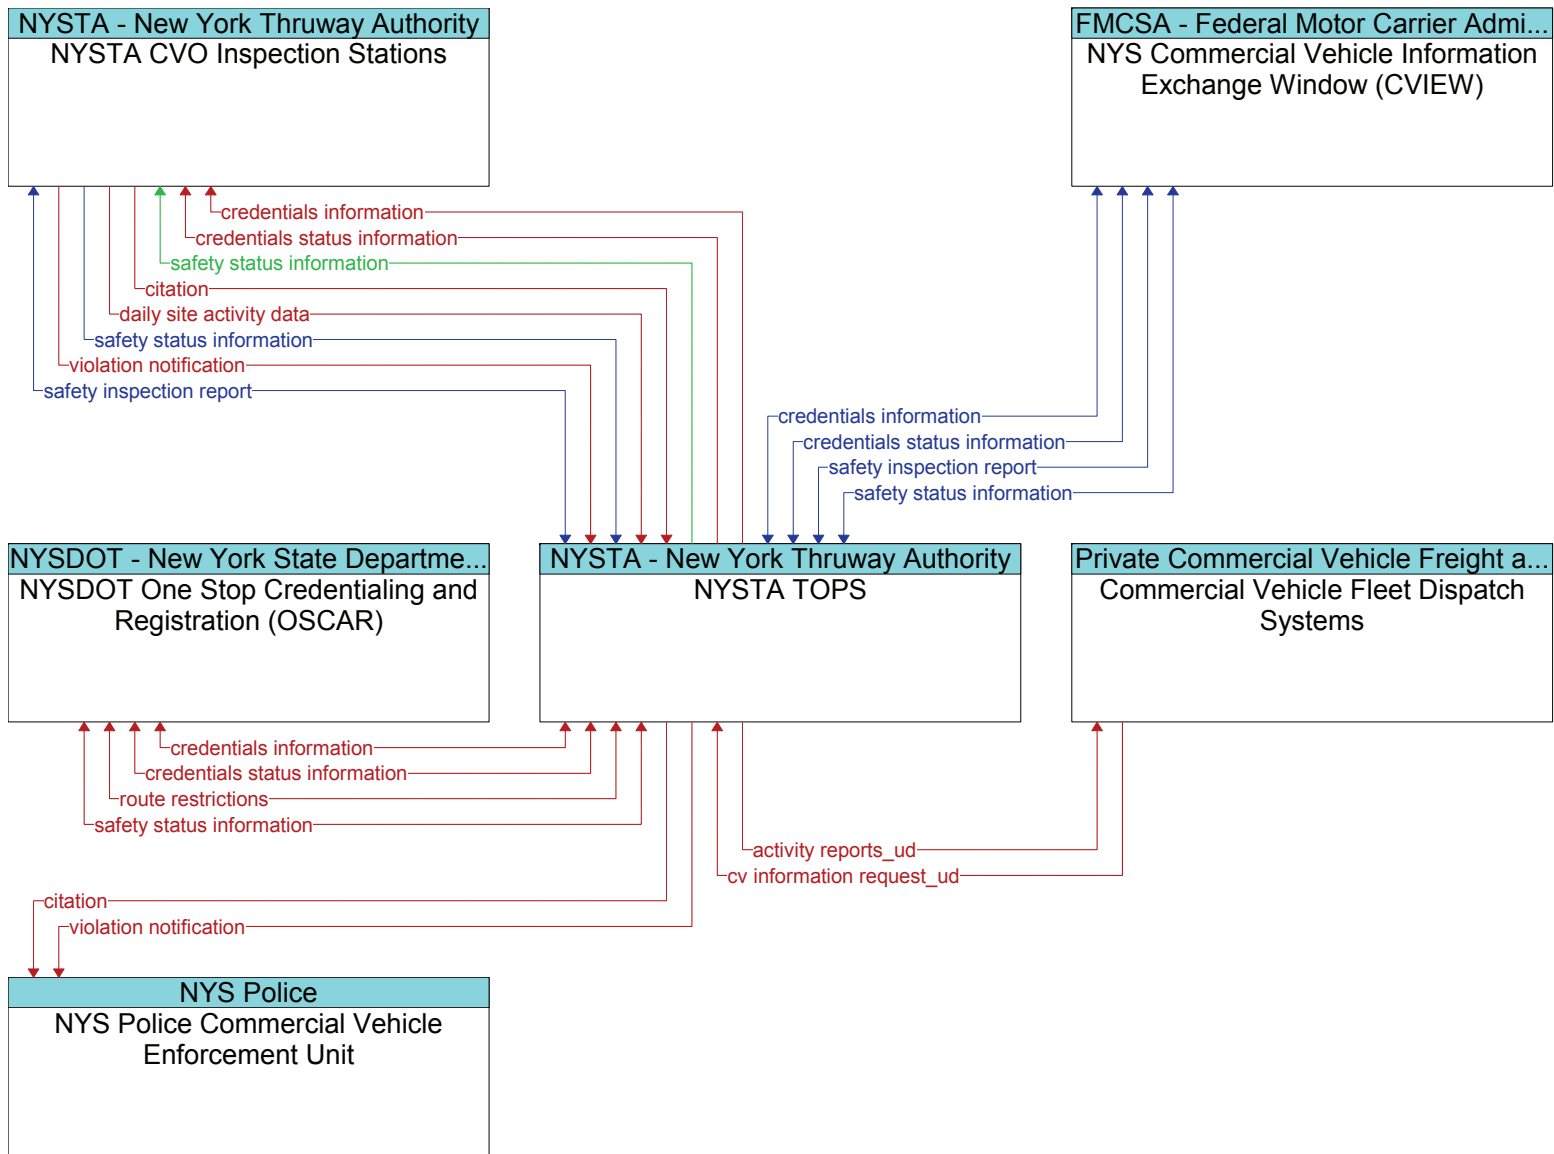 NYSTA - New York Thruway Authority
NYSTA CVO Inspection Stations
FMCSA - Federal Motor Carrier Admi...
NYS Commercial Vehicle Information
Exchange Window (CVIEW)
credentials information
credentials status information
safety status information
citation
daily site activity data
safety status information
violation notification
safety inspection report
credentials information
credentials status information
safety inspection report
safety status information
NYSDOT - New York State Departme...
NYSDOT One Stop Credentialing and
Registration (OSCAR)
NYSTA - New York Thruway Authority
NYSTA TOPS
Private Commercial Vehicle Freight a...
Commercial Vehicle Fleet Dispatch
Systems
credentials information
credentials status information
route restrictions
safety status information
activity reports_ud
cv information request_ud
citation
violation notification
NYS Police
NYS Police Commercial Vehicle
Enforcement Unit